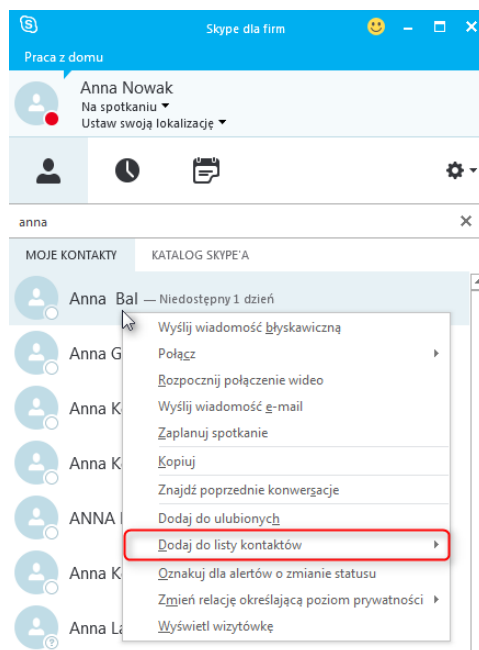 Skype dla firm
Praca z domu
Anna Nowak
Na spotkaniu
Ustaw swoją lokalizację
anna
MOJE KONTAKTY KATALOG SKYPE'A
Anna Bal — Niedostępny 1 dzień
Wyślij wiadomość błyskawiczną
Anna G
Połącz
Rozpocznij połączenie wideo
Anna K
Wyślij wiadomość e-mail
Zaplanuj spotkanie
Anna K
Kopiuj
Znajdź poprzednie konwersacje
ANNA
Dodaj do ulubionych
Dodaj do listy kontaktów
Anna K
Oznakuj dla alertów o zmianie statusu
Zmień relację określającą poziom prywatności
Anna La
Wyświetl wizytówkę